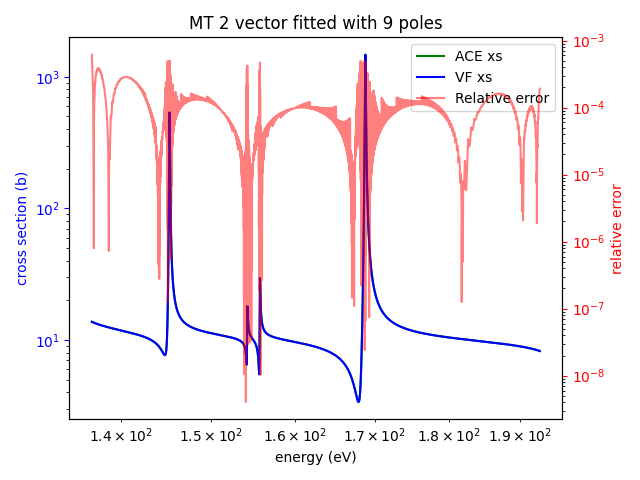 MT 2 vector fitted with 9 poles
ACE xs
VF xs
Relative error
cross section (b)
10³
10²
10¹
relative error
10⁻³
10⁻⁴
10⁻⁵
10⁻⁶
10⁻⁷
10⁻⁸
1.4 × 10² 1.5 × 10² 1.6 × 10² 1.7 × 10² 1.8 × 10² 1.9 × 10²
energy (eV)